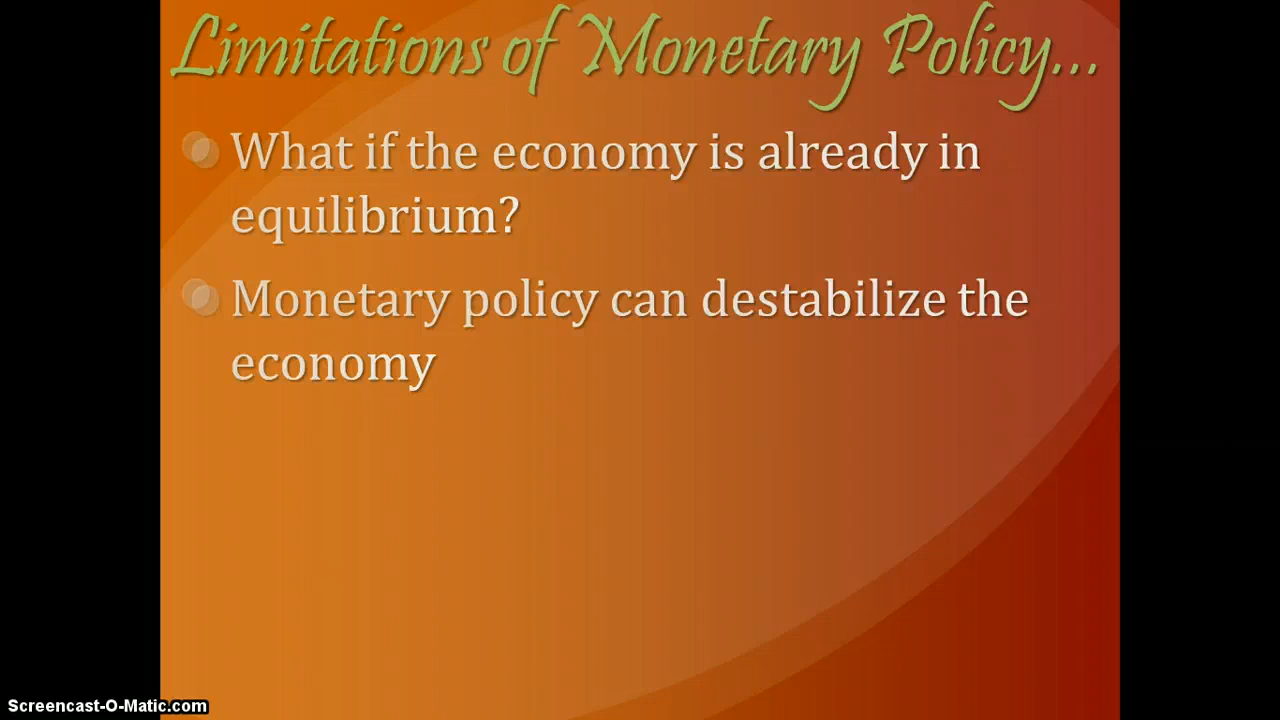 Limitations of Monetary Policy...
What if the economy is already in
equilibrium?
Monetary policy can destabilize the
economy
Screencast-O-Matic.com